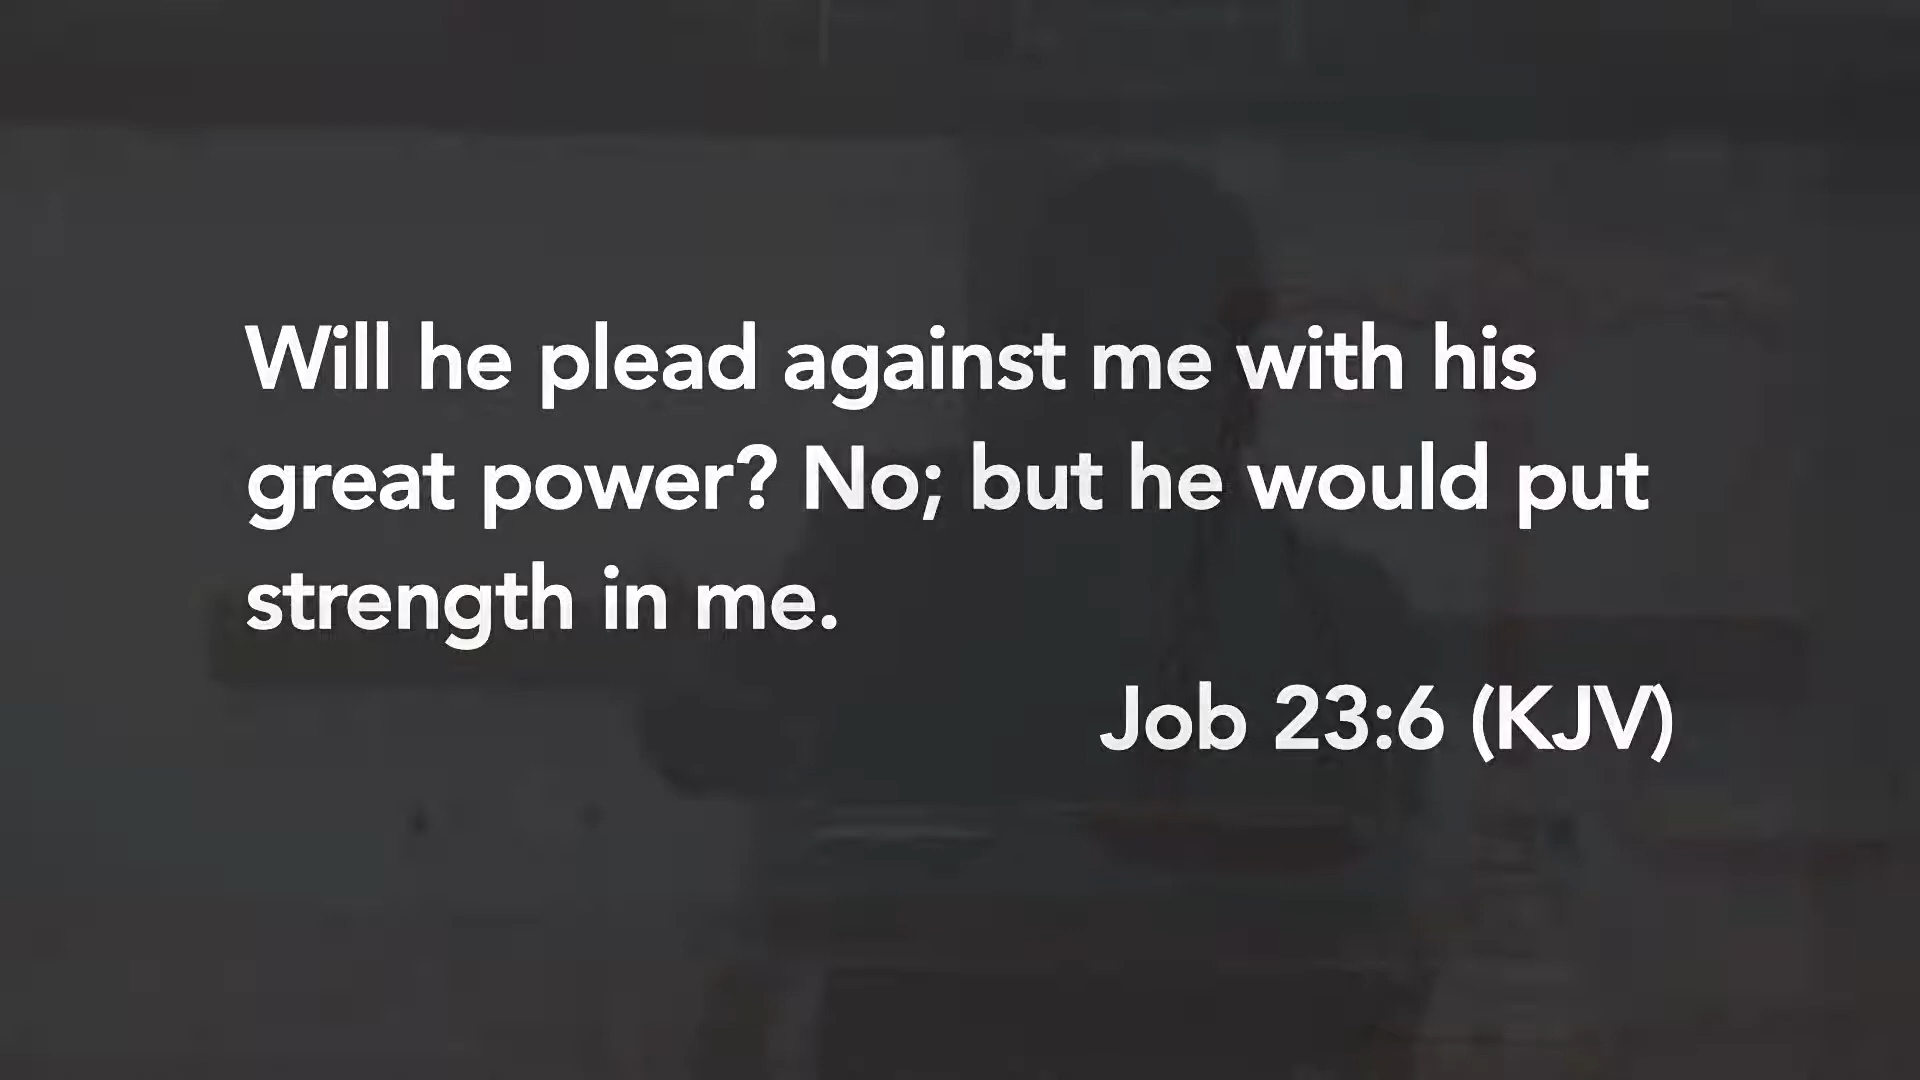 Will he plead against me with his
great power? No; but he would put
strength in me.
Job 23:6 (KJV)